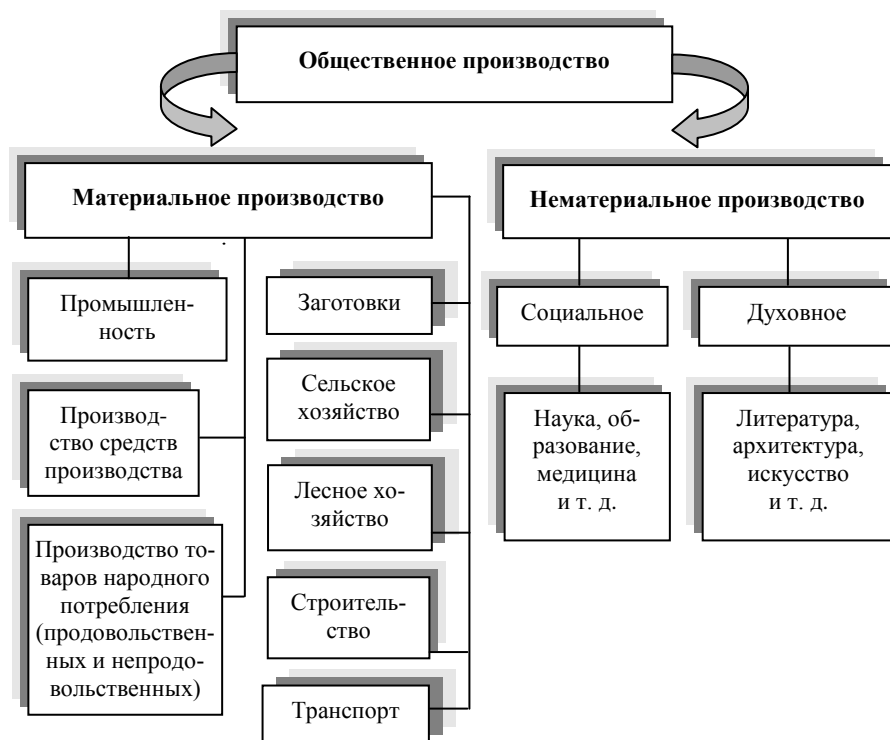 Общественное производство
Материальное производство
Нематериальное производство
Промышлен-
ность
Производ-
ство средств
производства
Производство то-
варов народного
потребления
(продовольствен-
ных и непродо-
вольственных)
Заготовки
Сельское
хозяйство
Лесное хо-
зяйство
Строитель-
ство
Транспорт
Социальное
Духовное
Наука, об-
разование,
медицина
и т. д.
Литература,
архитектура,
искусство
и т. д.